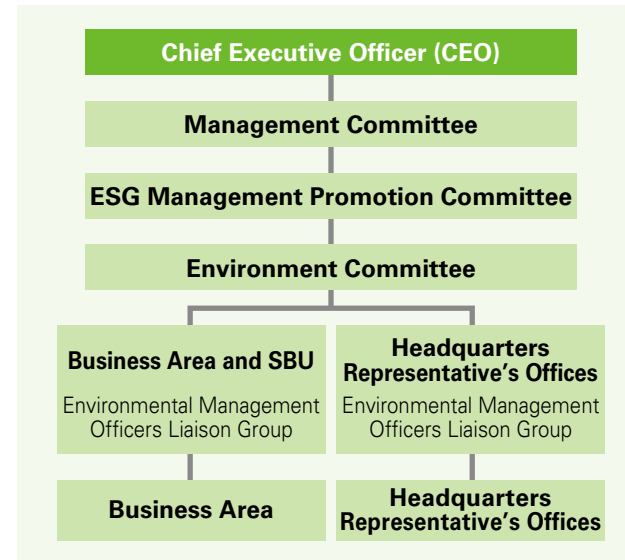 Chief Executive Officer (CEO)
Management Committee
ESG Management Promotion Committee
Environment Committee
Business Area and SBU
Environmental Management
Officers Liaison Group
Headquarters
Representative's Offices
Environmental Management
Officers Liaison Group
Business Area
Headquarters
Representative's Offices